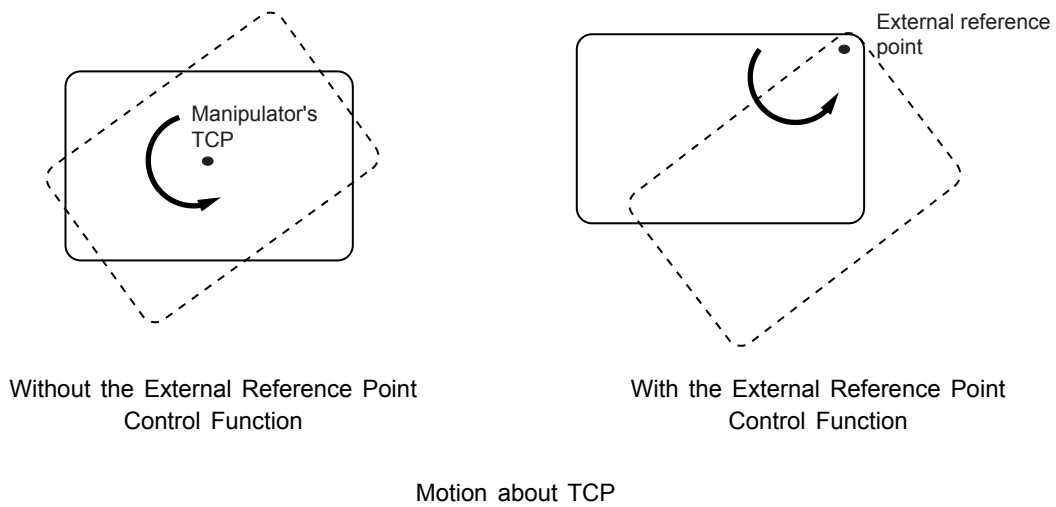 Manipulator's
TCP
External reference
point
Without the External Reference Point
Control Function
With the External Reference Point
Control Function
Motion about TCP